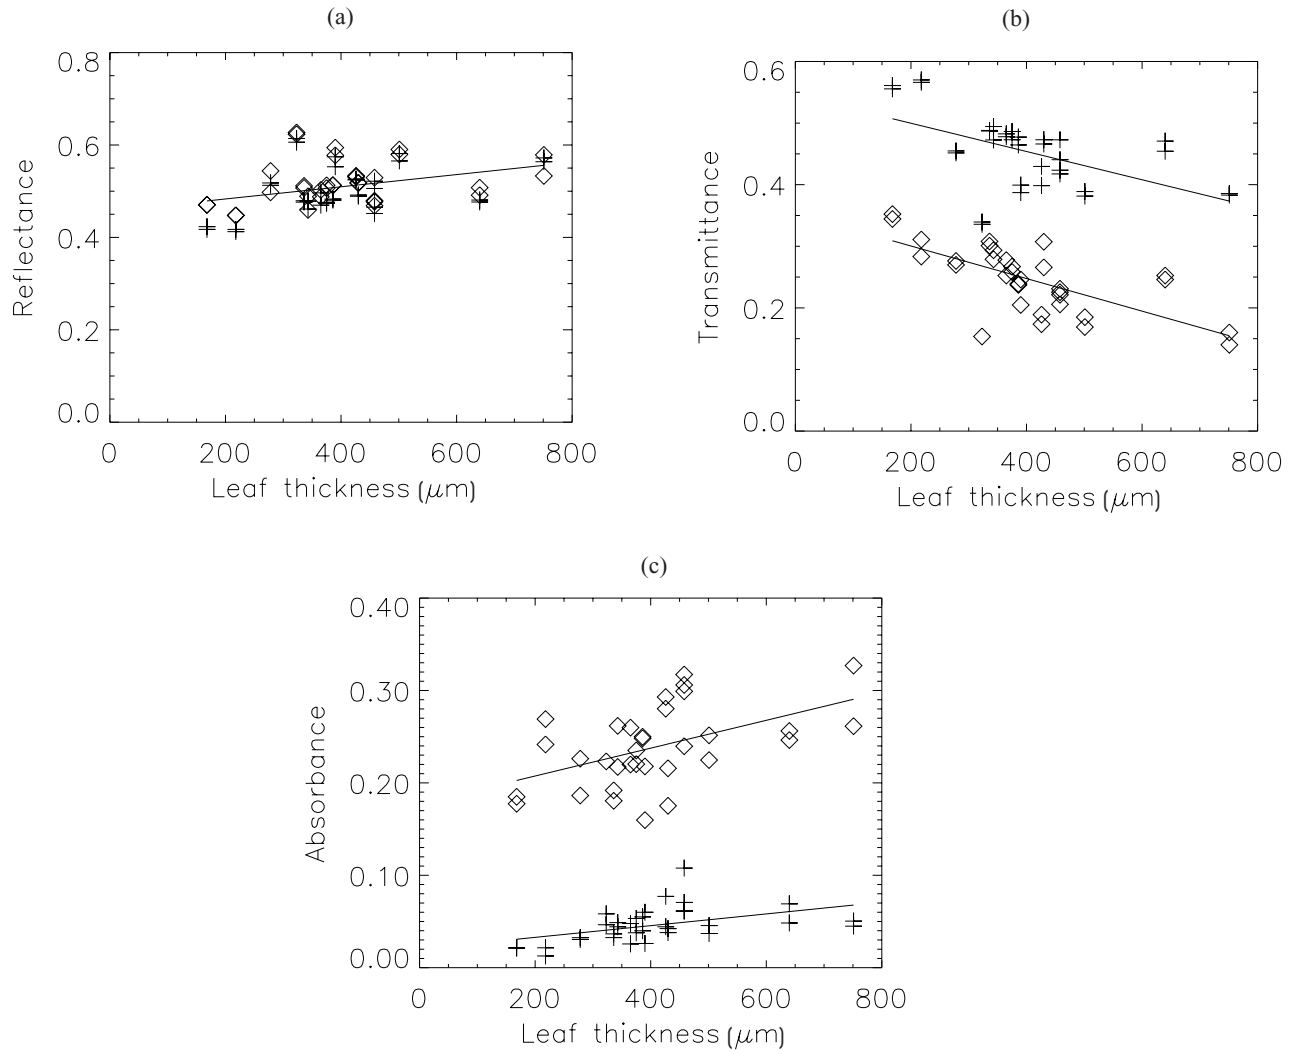 (a)
0.8
0.6
0.4
0.2
0.0
Reflectance
0 200 400 600 800
Leaf thickness (μm)
(b)
0.6
0.4
0.2
0.0
Transmittance
0 200 400 600 800
Leaf thickness (μm)
(c)
0.40
0.30
0.20
0.10
0.00
Absorbance
0 200 400 600 800
Leaf thickness (μm)